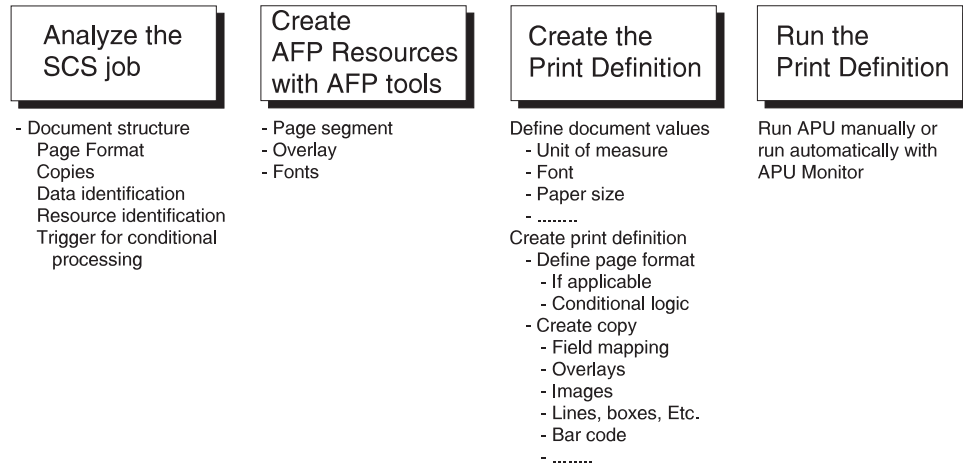 Analyze the
SCS job
- Document structure
Page Format
Copies
Data identification
Resource identification
Trigger for conditional
processing
Create
AFP Resources
with AFP tools
- Page segment
- Overlay
- Fonts
Create the
Print Definition
Define document values
- Unit of measure
- Font
- Paper size
- ........
Create print definition
- Define page format
- If applicable
- Conditional logic
- Create copy
- Field mapping
- Overlays
- Images
- Lines, boxes, Etc.
- Bar code
- ........
Run the
Print Definition
Run APU manually or
run automatically with
APU Monitor